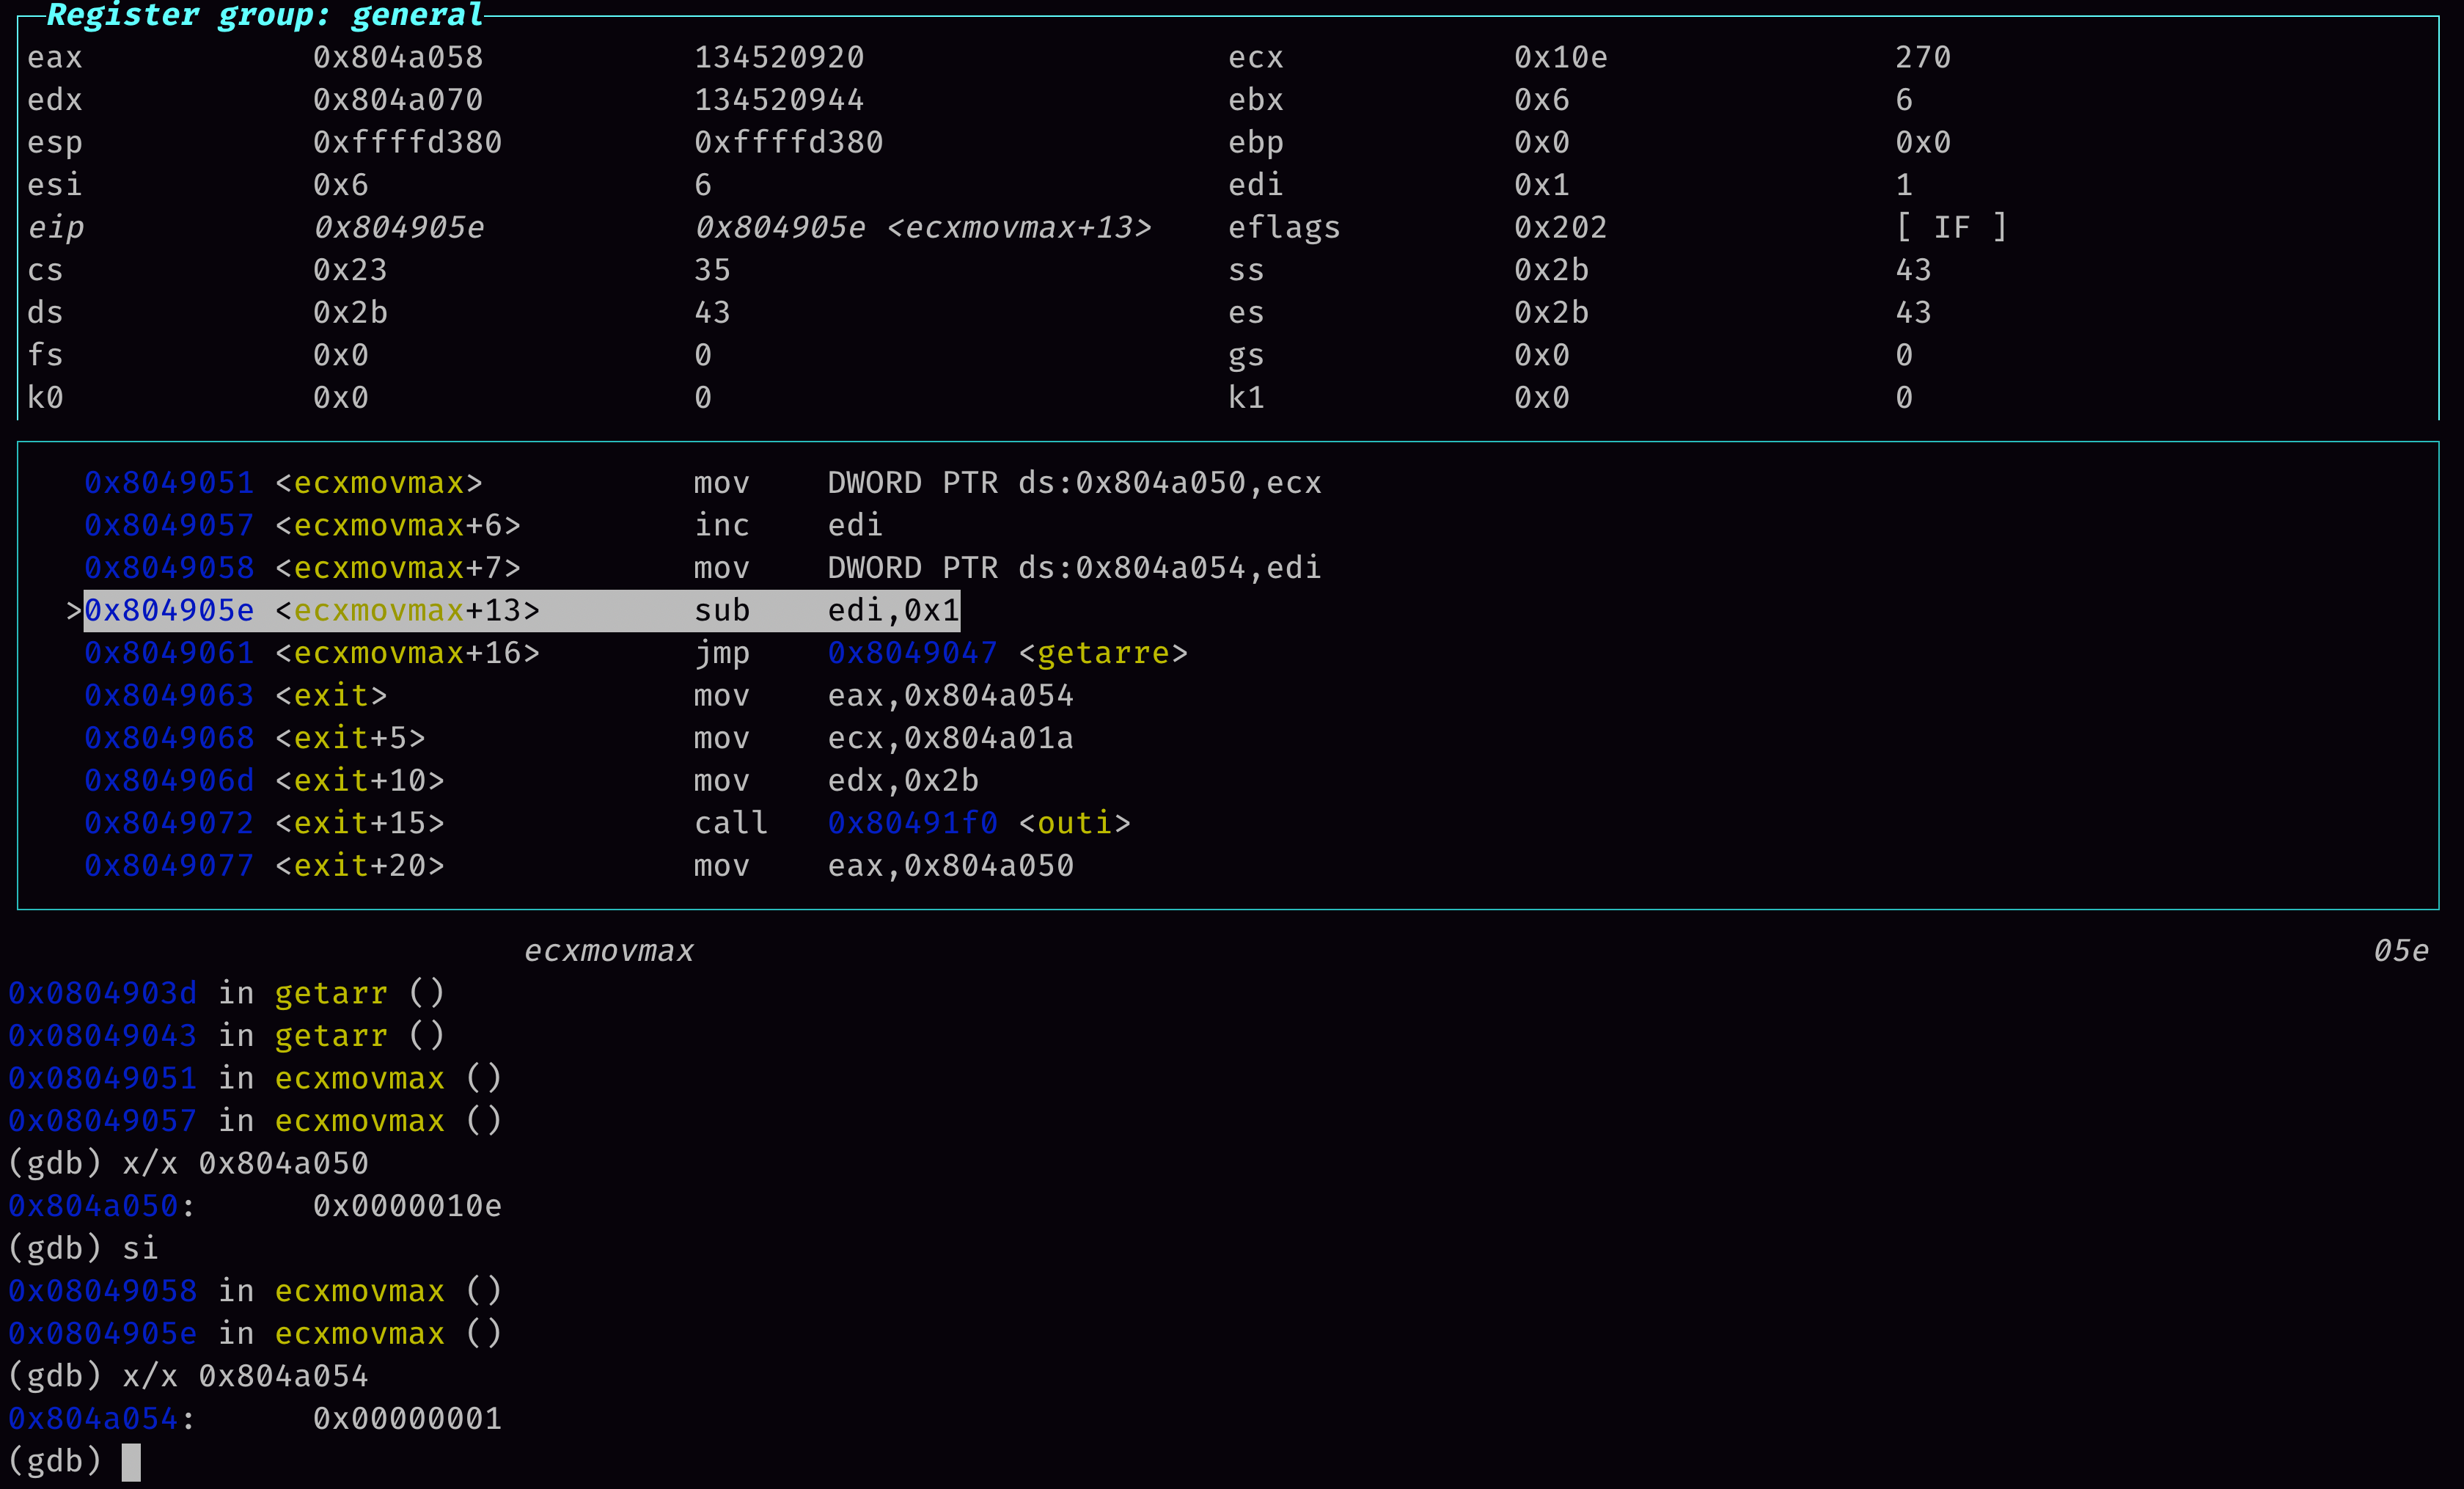 Register group: general
eax 0x804a058 134520920 ecx 0x10e 270
edx 0x804a070 134520944 ebx 0x6 6
esp 0xffffd380 0xffffd380 ebp 0x0 0x0
esi 0x6 6 edi 0x1 1
eip 0x804905e 0x804905e <ecxmovmax+13> eflags 0x202 [ IF ]
cs 0x23 35 ss 0x2b 43
ds 0x2b 43 es 0x2b 43
fs 0x0 0 gs 0x0 0
k0 0x0 0 k1 0x0 0
0x8049051 <ecxmovmax> mov DWORD PTR ds:0x804a050,ecx
0x8049057 <ecxmovmax+6> inc edi
0x8049058 <ecxmovmax+7> mov DWORD PTR ds:0x804a054,edi
>0x804905e <ecxmovmax+13> sub edi,0x1
0x8049061 <ecxmovmax+16> jmp 0x8049047 <getarre>
0x8049063 <exit> mov eax,0x804a054
0x8049068 <exit+5> mov ecx,0x804a01a
0x804906d <exit+10> mov edx,0x2b
0x8049072 <exit+15> call 0x80491f0 <outi>
0x8049077 <exit+20> mov eax,0x804a050
ecxmovmax 05e
0x0804903d in getarr ()
0x08049043 in getarr ()
0x08049051 in ecxmovmax ()
0x08049057 in ecxmovmax ()
(gdb) x/x 0x804a050
0x804a050: 0x0000010e
(gdb) si
0x08049058 in ecxmovmax ()
0x0804905e in ecxmovmax ()
(gdb) x/x 0x804a054
0x804a054: 0x00000001
(gdb)